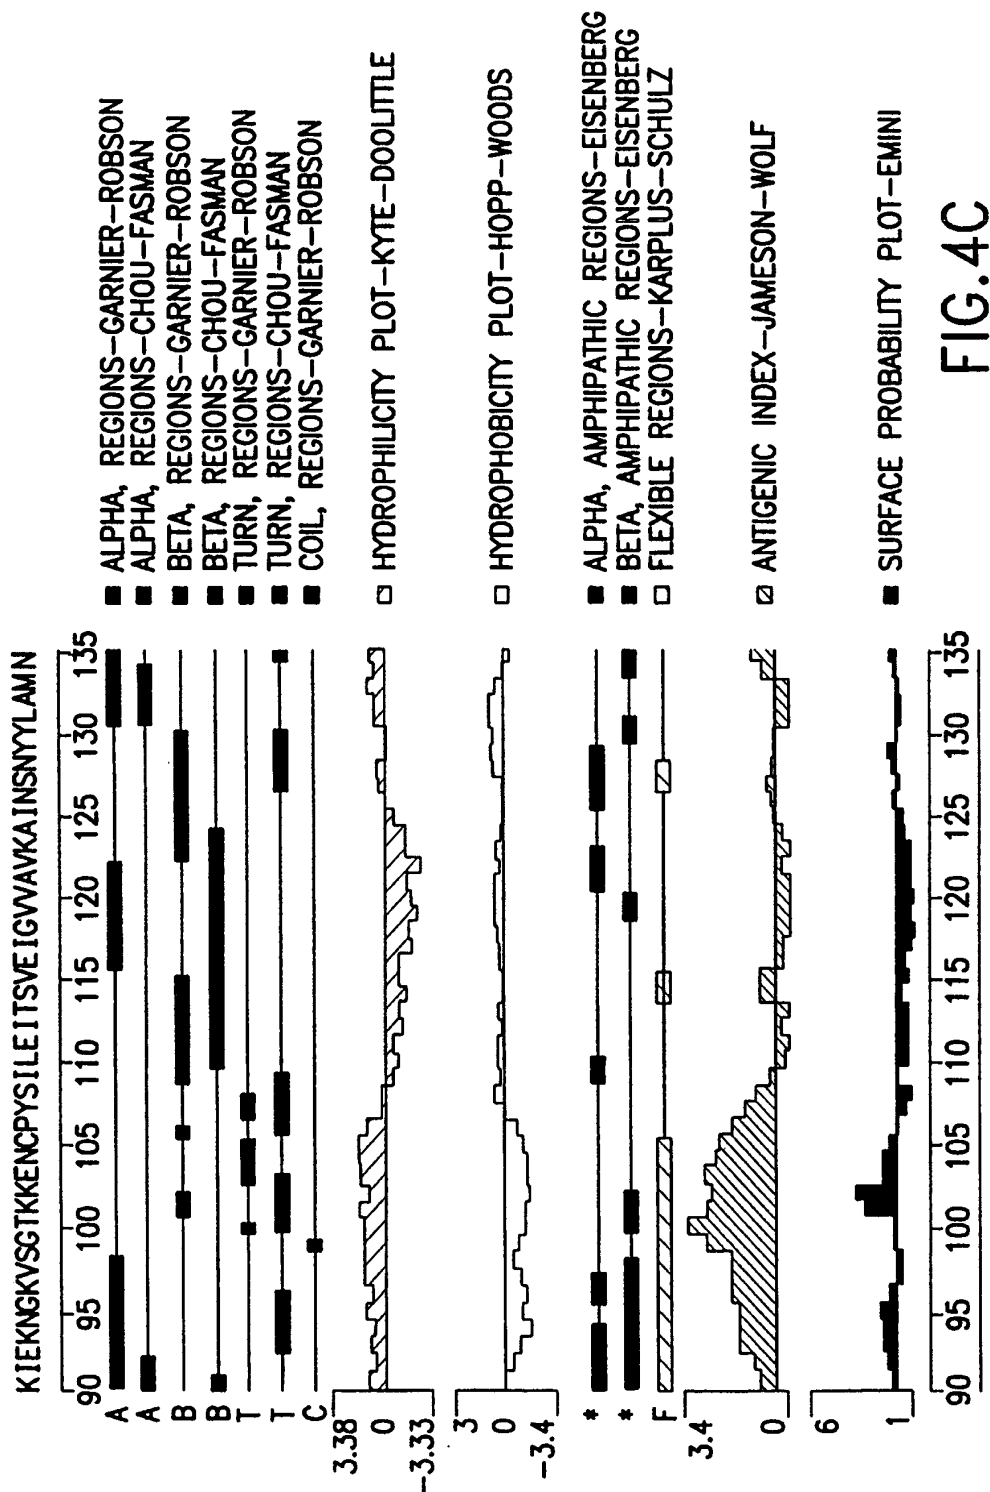 KIEKNGKVSGTKKENCPYSILEITSVEIGVVAVKAINSNYYLAMN
90 95 100 105 110 115 120 125 130 135
A ■ ALPHA, REGIONS-GARNIER-ROBSON
A ■ ALPHA, REGIONS-CHOU-FASMAN
B ■ BETA, REGIONS-GARNIER-ROBSON
B ■ BETA, REGIONS-CHOU-FASMAN
T ■ TURN, REGIONS-GARNIER-ROBSON
T ■ TURN, REGIONS-CHOU-FASMAN
C ■ COIL, REGIONS-GARNIER-ROBSON
3.38
0 HYDROPHILICITY PLOT-KYTE-DOOLITTLE
-3.33
3
0 HYDROPHOBICITY PLOT-HOPP-WOODS
-3.4
* ■ ALPHA, AMPHIPATHIC REGIONS-EISENBERG
* ■ BETA, AMPHIPATHIC REGIONS-EISENBERG
F □ FLEXIBLE REGIONS-KARPLUS-SCHULZ
3.4
0 ANTIGENIC INDEX-JAMESON-WOLF
6
1 ■ SURFACE PROBABILITY PLOT-EMINI
90 95 100 105 110 115 120 125 130 135
FIG.4C